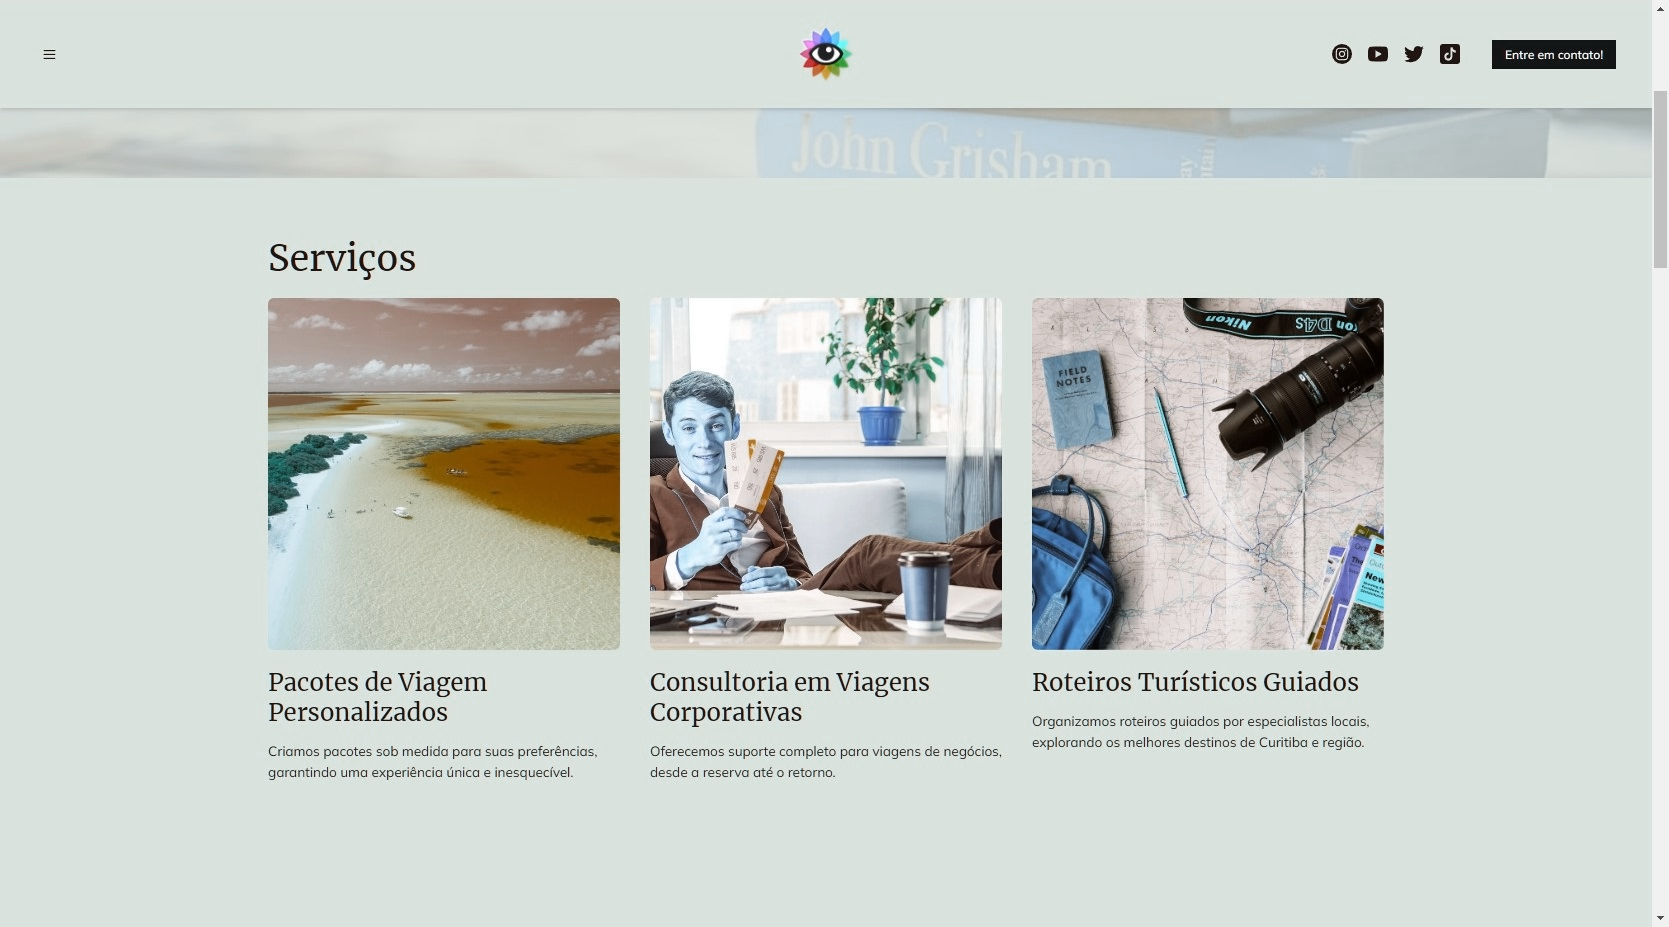 Entre em contato!
John Grisham
Serviços
FIELD
NOTES
Nikon D4s
Pacotes de Viagem
Personalizados
Criamos pacotes sob medida para suas preferências,
garantindo uma experiência única e inesquecível.
Consultoria em Viagens
Corporativas
Oferecemos suporte completo para viagens de negócios,
desde a reserva até o retorno.
Roteiros Turísticos Guiados
Organizamos roteiros guiados por especialistas locais,
explorando os melhores destinos de Curitiba e região.